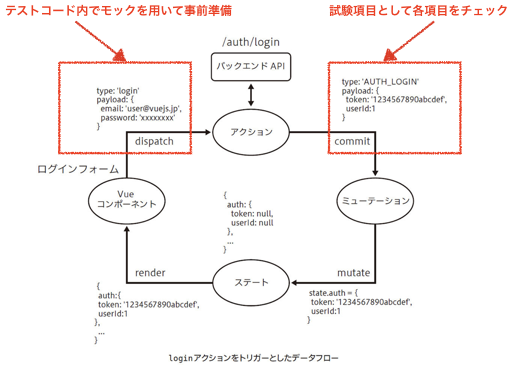 テストコード内でモックを用いて事前準備
試験項目として各項目をチェック
/auth/login
バックエンド API
type: 'login'
payload: {
email: 'user@vuejs.jp',
password: 'xxxxxxxx'
}
type: 'AUTH_LOGIN'
payload: {
token: '1234567890abcdef',
userId:1
}
アクション
dispatch
commit
ログインフォーム
Vue
コンポーネント
{
auth: {
token: null,
userId: null
},
...
}
ミューテーション
render
ステート
mutate
{
auth:{
token: '1234567890abcdef',
userId:1
},
...
}
state.auth = {
token: '1234567890abcdef',
userId:1
}
loginアクションをトリガーとしたデータフロー